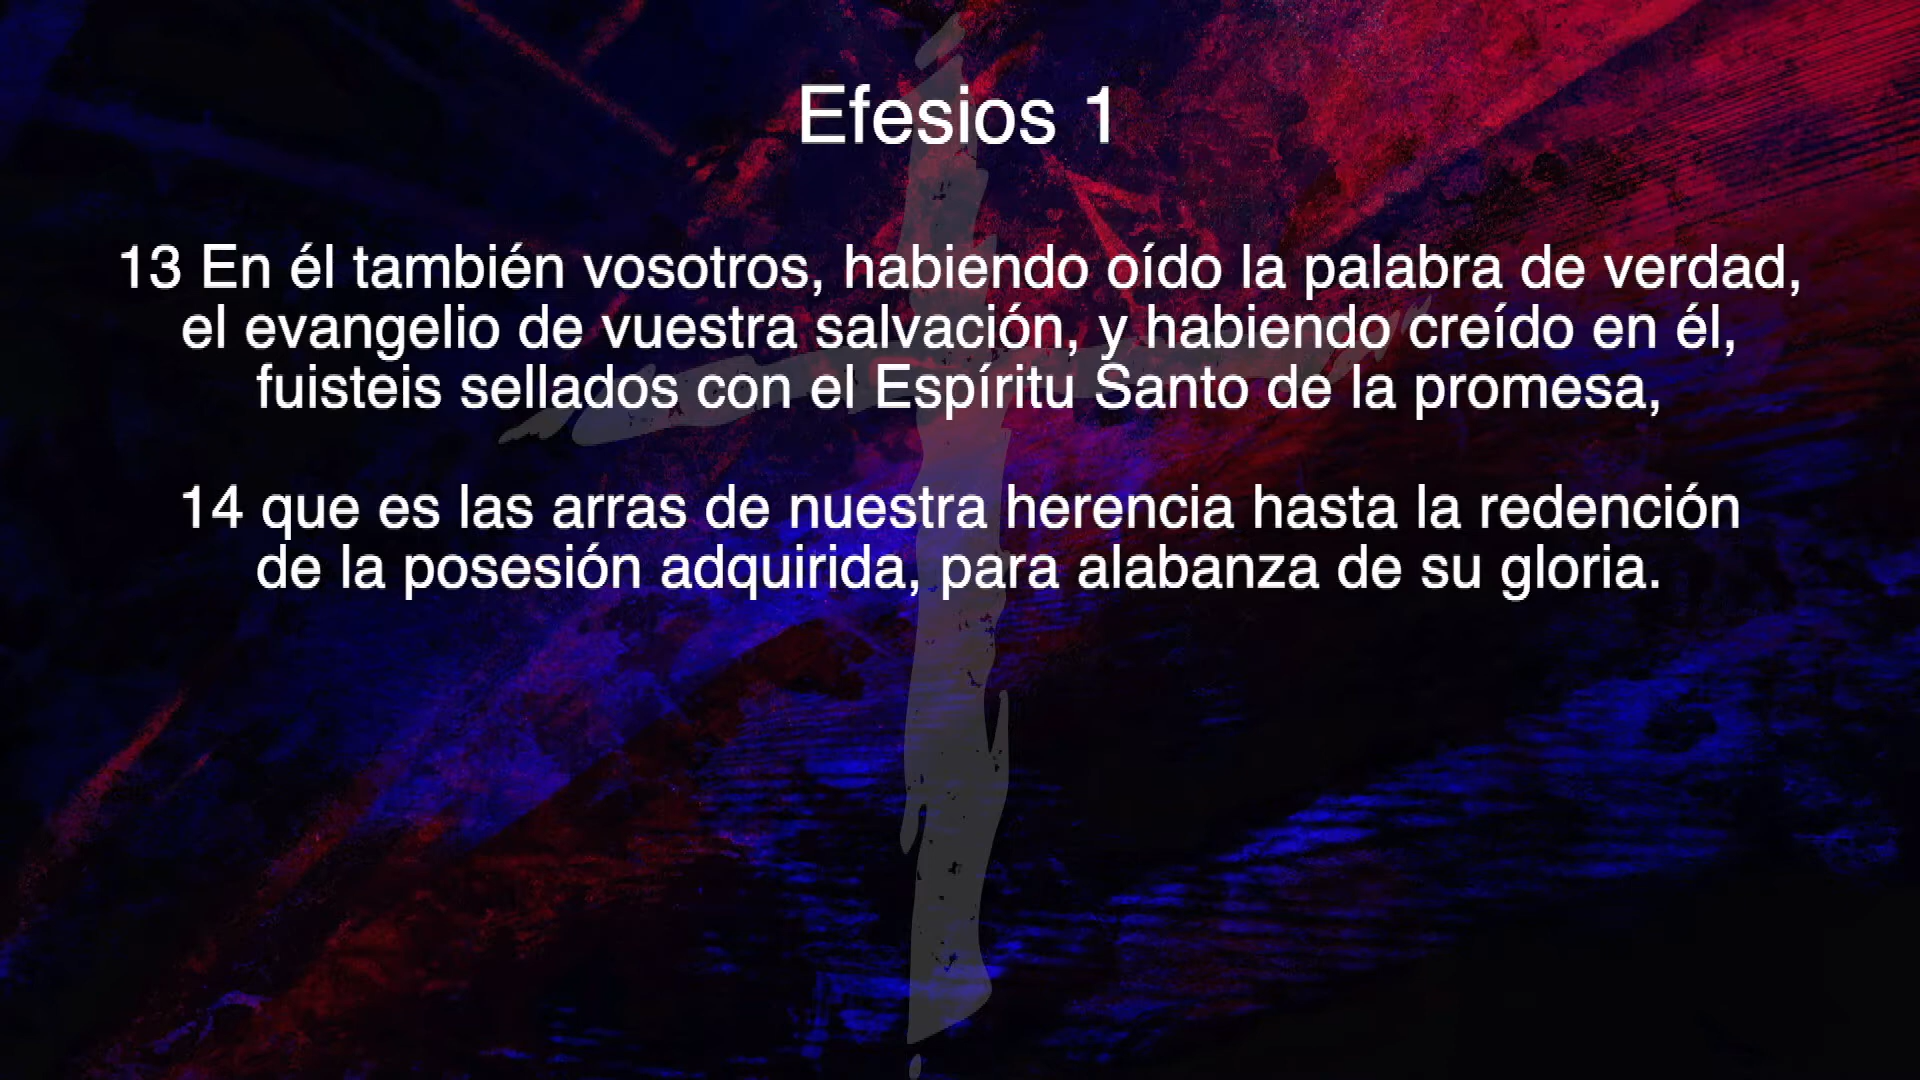 Efesios 1
13 En él también vosotros, habiendo oído la palabra de verdad,
el evangelio de vuestra salvación, y habiendo creído en él,
fuisteis sellados con el Espíritu Santo de la promesa,
14 que es las arras de nuestra herencia hasta la redención
de la posesión adquirida, para alabanza de su gloria.